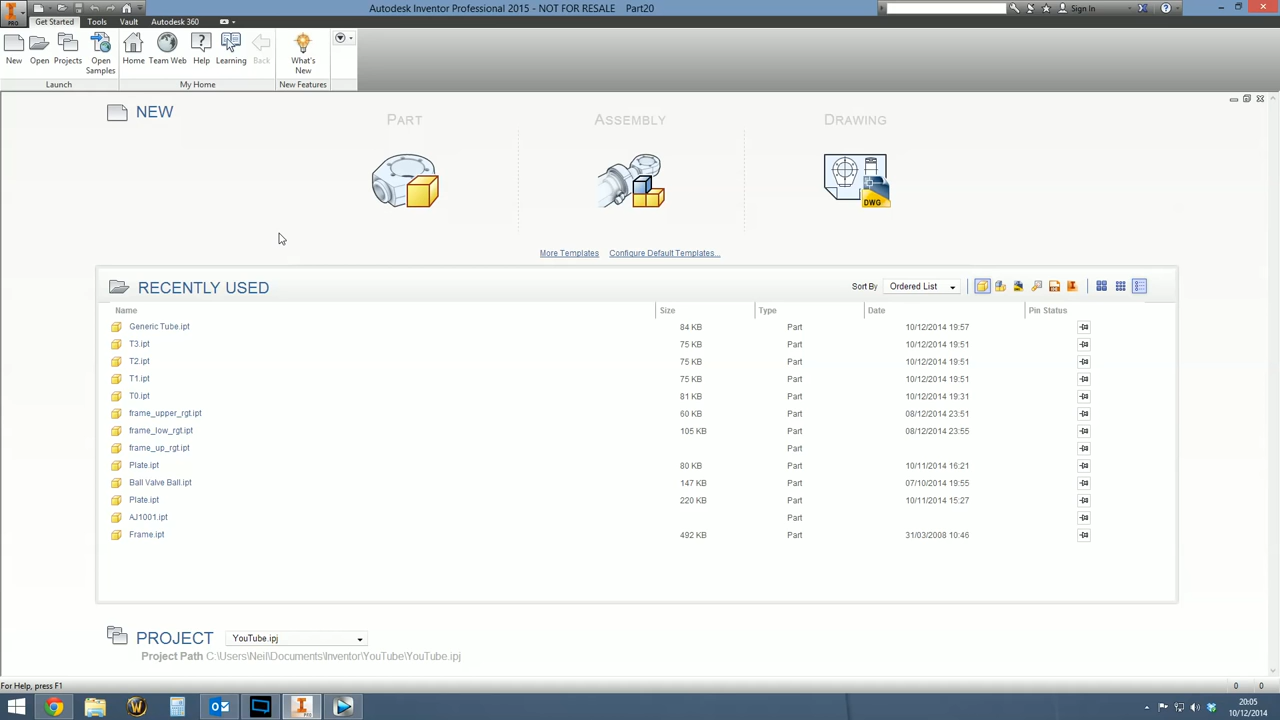 Autodesk Inventor Professional 2015 - NOT FOR RESALE Part20
Sign In
PRO
Get Started Tools Vault Autodesk 360
New Open Projects Open Samples Home Team Web Help Learning Back What's New
Launch My Home New Features
NEW
PART ASSEMBLY DRAWING
DWG
More Templates Configure Default Templates...
RECENTLY USED Sort By Ordered List
Name Size Type Date Pin Status
Generic Tube.ipt 84 KB Part 10/12/2014 19:57
T3.ipt 75 KB Part 10/12/2014 19:51
T2.ipt 75 KB Part 10/12/2014 19:51
T1.ipt 75 KB Part 10/12/2014 19:51
T0.ipt 81 KB Part 10/12/2014 19:31
frame_upper_rgt.ipt 60 KB Part 08/12/2014 23:51
frame_low_rgt.ipt 105 KB Part 08/12/2014 23:55
frame_up_rgt.ipt Part
Plate.ipt 80 KB Part 10/11/2014 16:21
Ball Valve Ball.ipt 147 KB Part 07/10/2014 19:55
Plate.ipt 220 KB Part 10/11/2014 15:27
AJ1001.ipt Part
Frame.ipt 492 KB Part 31/03/2008 10:46
PROJECT YouTube.ipj
Project Path C:\Users\Neil\Documents\Inventor\YouTube\YouTube.ipj
For Help, press F1 0 0
20:05
10/12/2014